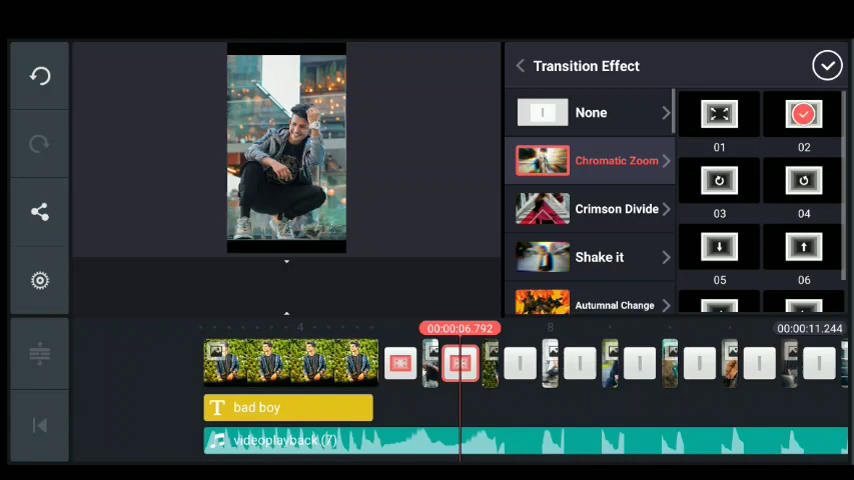 Transition Effect
None
Chromatic Zoom
Crimson Divide
Shake it
Autumnal Change
01
02
03
04
05
06
4
00:00:06.792
8
00:00:11.244
T bad boy
videoplayback (7)